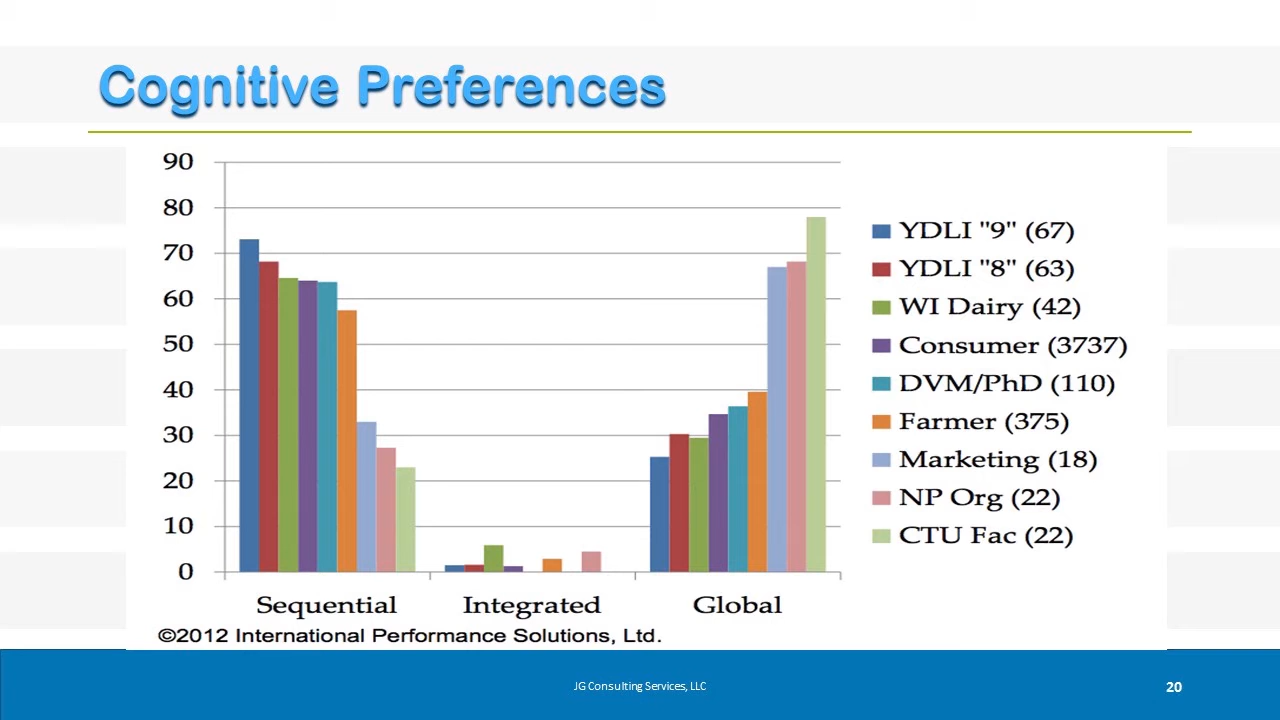 Cognitive Preferences
90
80
70
60
50
40
30
20
10
0
Sequential
Integrated
Global
YDLI "9" (67)
YDLI "8" (63)
WI Dairy (42)
Consumer (3737)
DVM/PhD (110)
Farmer (375)
Marketing (18)
NP Org (22)
CTU Fac (22)
©2012 International Performance Solutions, Ltd.
JG Consulting Services, LLC
20